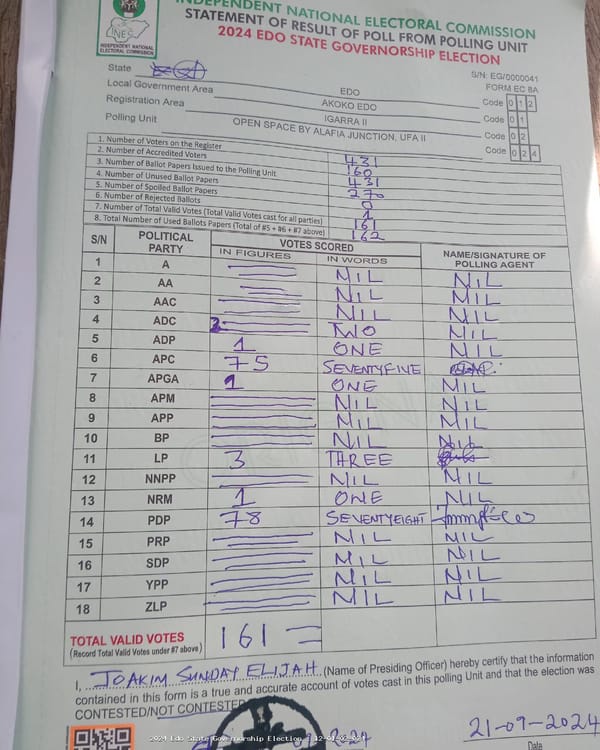 INDEPENDENT NATIONAL ELECTORAL COMMISSION
STATEMENT OF RESULT OF POLL FROM POLLING UNIT
2024 EDO STATE GOVERNORSHIP ELECTION
INEC
INDEPENDENT NATIONAL
ELECTORAL COMMISSION
S/N: EG/0000041
FORM EC 8A
State
Local Government Area EDO Code 0 1 2
Registration Area AKOKO EDO Code 0 1
Polling Unit IGARRA II Code 0 2
OPEN SPACE BY ALAFIA JUNCTION, UFA II Code 0 2 4
1. Number of Voters on the Register 431
2. Number of Accredited Voters 160
3. Number of Ballot Papers Issued to the Polling Unit 431
4. Number of Unused Ballot Papers 270
5. Number of Spoiled Ballot Papers 0
6. Number of Rejected Ballots 1
7. Number of Total Valid Votes (Total Valid Votes cast for all parties) 161
8. Total Number of Used Ballots Papers (Total of #5 + #6 + #7 above) 162
S/N POLITICAL PARTY VOTES SCORED NAME/SIGNATURE OF POLLING AGENT
IN FIGURES IN WORDS
1 A NIL NIL
2 AA NIL NIL
3 AAC NIL NIL
4 ADC 2 TWO NIL
5 ADP 1 ONE NIL
6 APC 75 SEVENTYFIVE
7 APGA 1 ONE NIL
8 APM NIL NIL
9 APP NIL NIL
10 BP NIL NIL
11 LP 3 THREE
12 NNPP NIL NIL
13 NRM 1 ONE NIL
14 PDP 78 SEVENTYEIGHT
15 PRP NIL NIL
16 SDP NIL NIL
17 YPP NIL NIL
18 ZLP NIL NIL
TOTAL VALID VOTES 161
(Record Total Valid Votes under #7 above)
I, JOAKIM SUNDAY ELIJAH (Name of Presiding Officer) hereby certify that the information
contained in this form is a true and accurate account of votes cast in this polling Unit and that the election was
CONTESTED/NOT CONTESTED
21-09-2024
Date
2024 Edo State Governorship Election